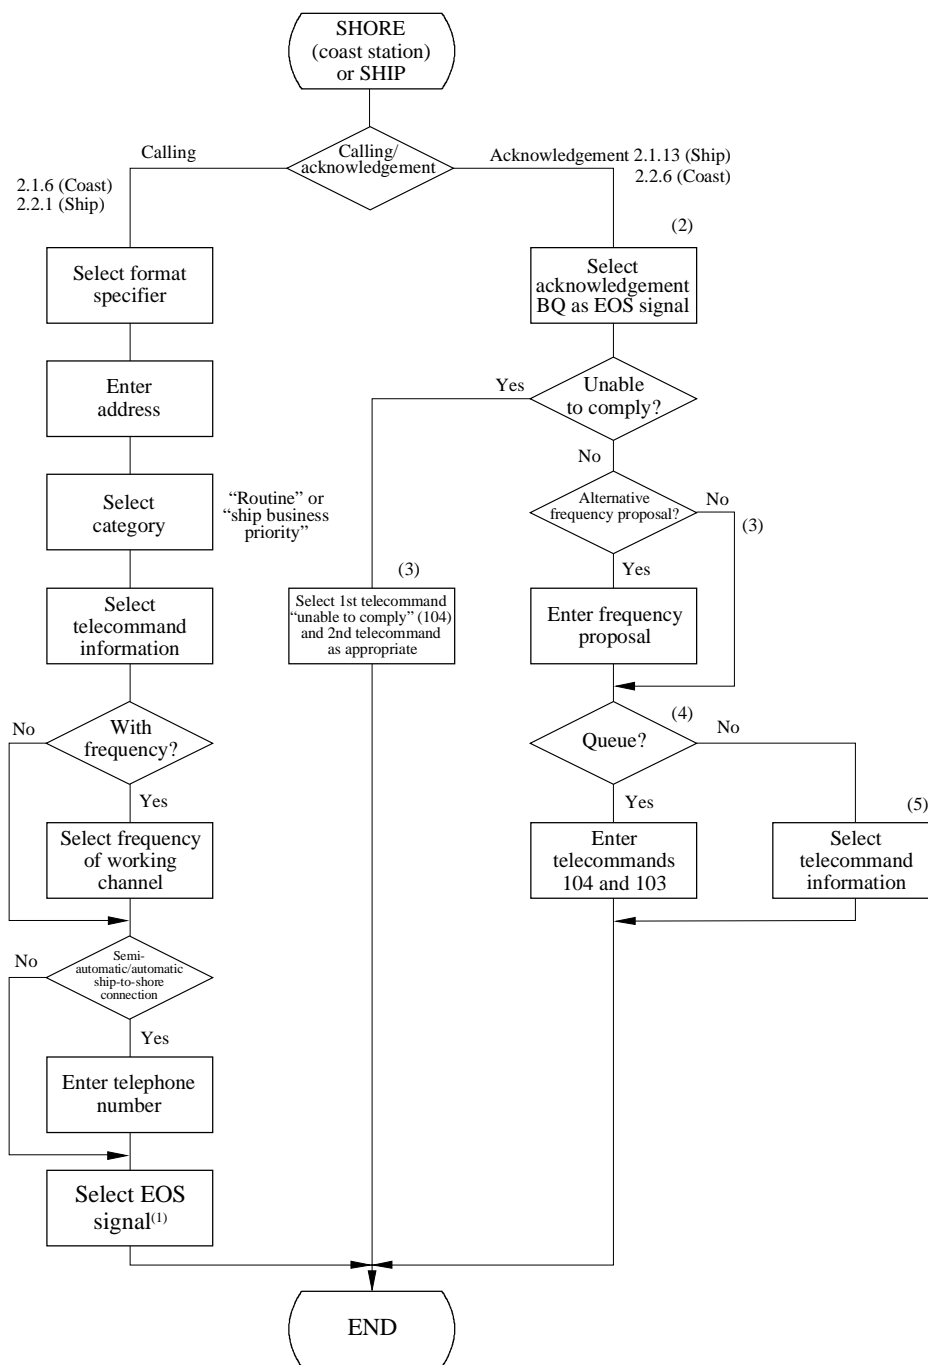 SHORE
(coast station)
or SHIP
Calling
Calling/
acknowledgement
Acknowledgement 2.1.13 (Ship)
2.2.6 (Coast)
2.1.6 (Coast)
2.2.1 (Ship)
(2)
Select format
specifier
Select
acknowledgement
BQ as EOS signal
Enter
address
Yes
Unable
to comply?
No
Select
category
“Routine” or
“ship business
priority”
Alternative
frequency proposal?
No
(3)
Yes
(3)
Select
telecommand
information
Select 1st telecommand
“unable to comply” (104)
and 2nd telecommand
as appropriate
Enter frequency
proposal
No
With
frequency?
Yes
(4)
Queue?
No
Yes
(5)
Select frequency
of working
channel
Enter
telecommands
104 and 103
Select
telecommand
information
No
Semi-
automatic/automatic
ship-to-shore
connection
Yes
Enter telephone
number
Select EOS
signal(1)
END